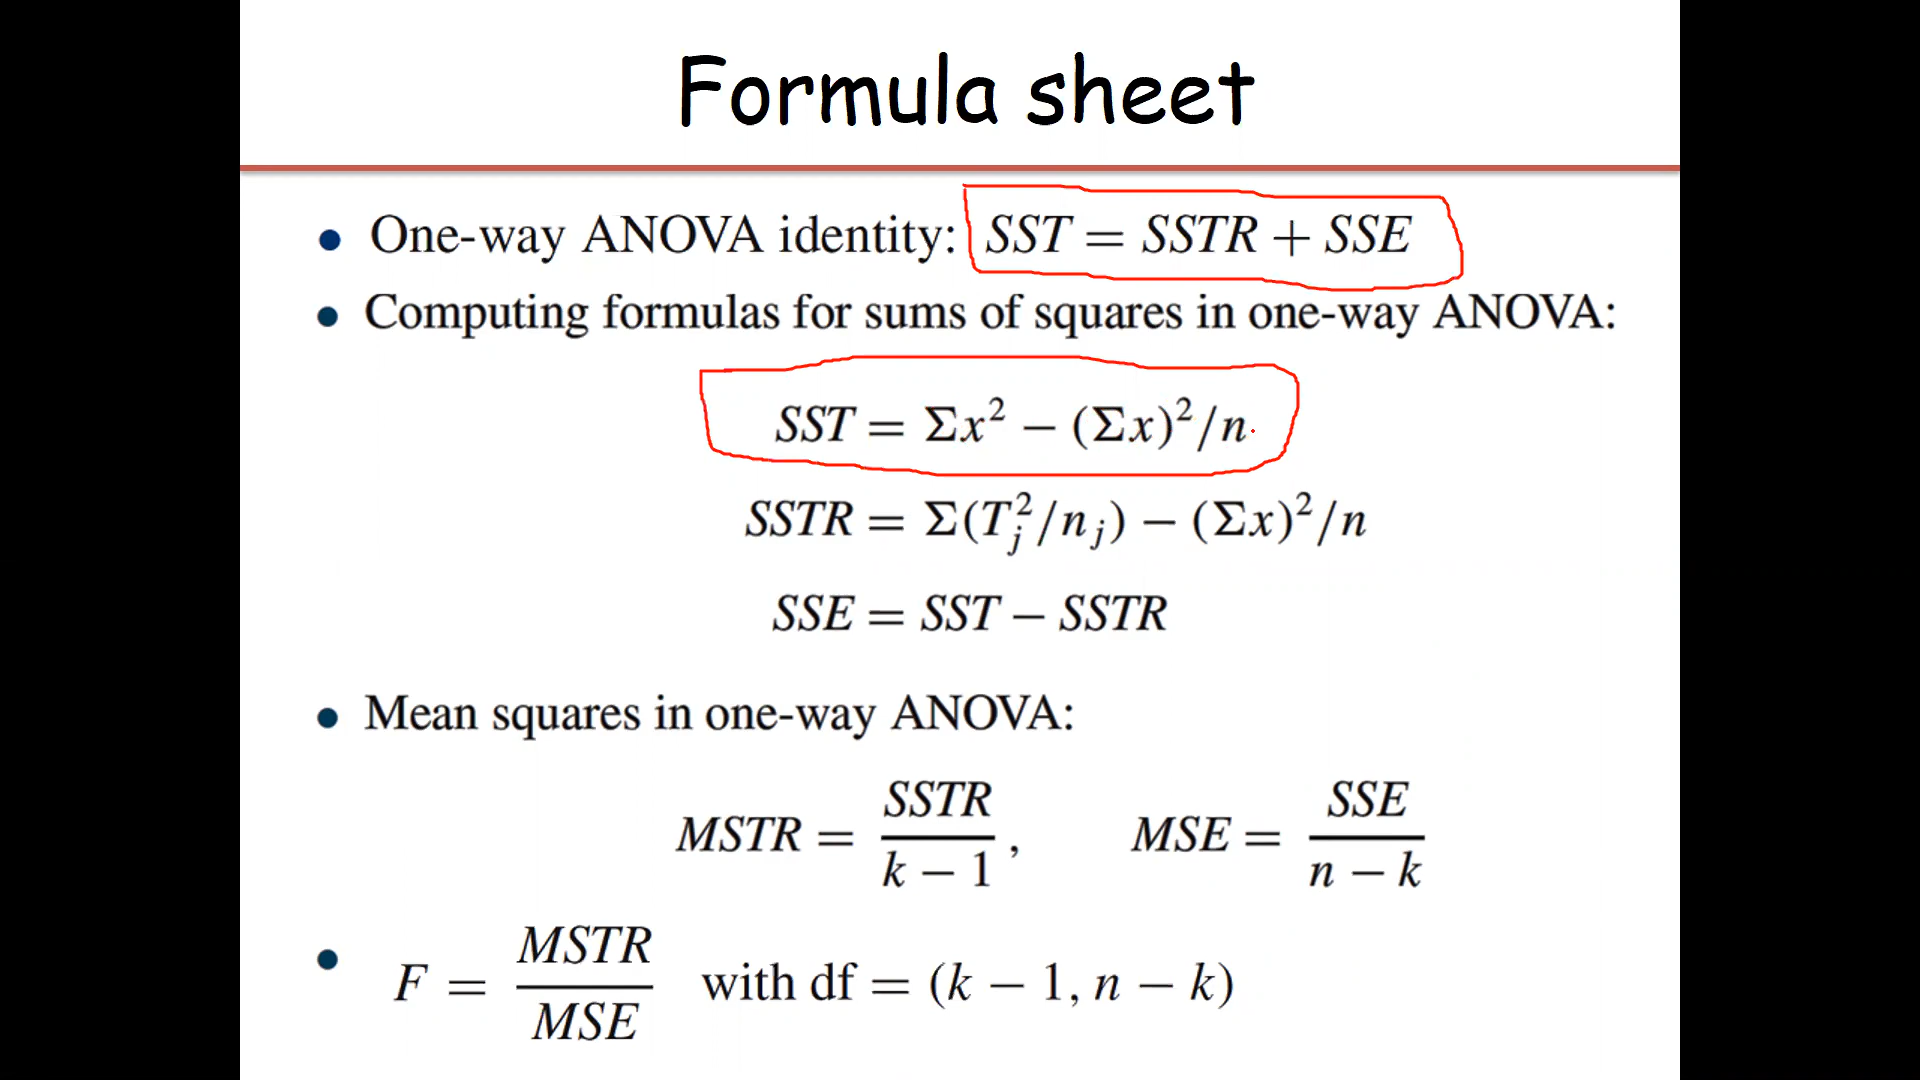 Formula sheet
• One-way ANOVA identity: SST = SSTR + SSE
• Computing formulas for sums of squares in one-way ANOVA:
SST = Σx² − (Σx)²/n
SSTR = Σ(T_j²/n_j) − (Σx)²/n
SSE = SST − SSTR
• Mean squares in one-way ANOVA:
MSTR = SSTR / k − 1 , MSE = SSE / n − k
• F = MSTR / MSE with df = (k − 1, n − k)